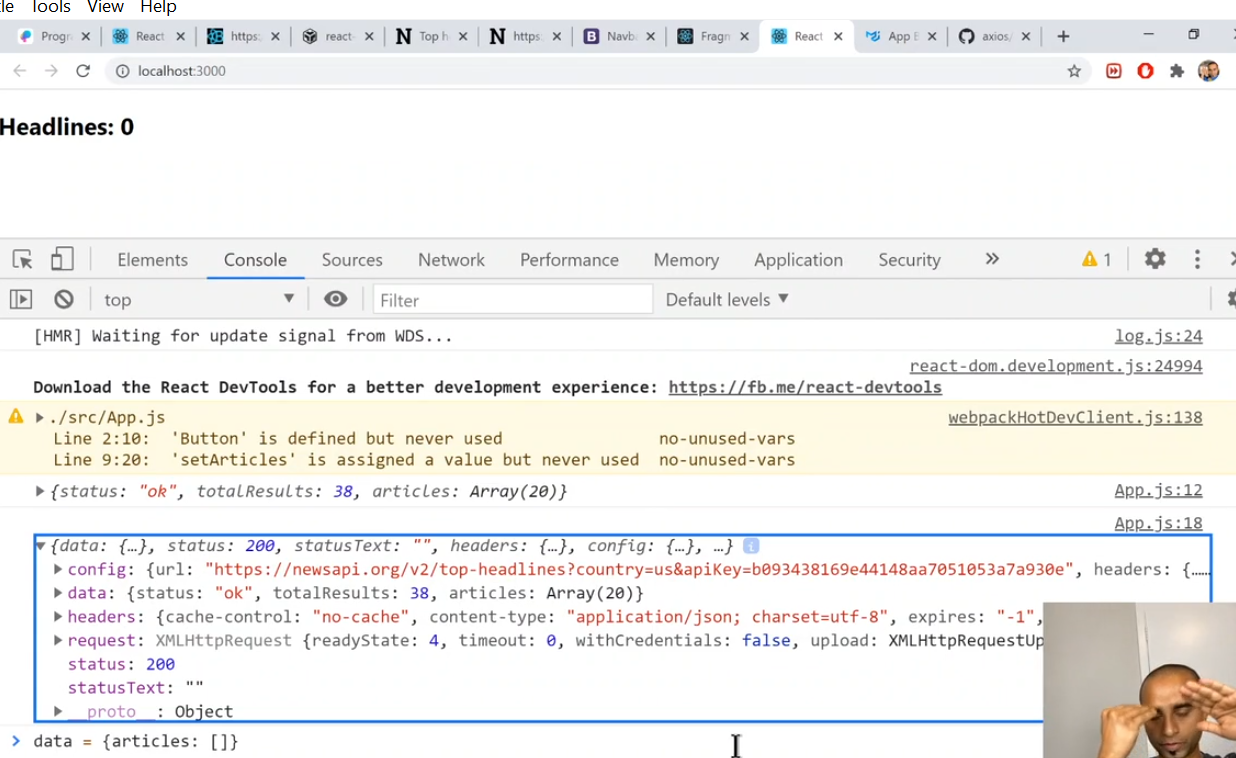 le Tools View Help
Progra React https: react- Top h https: Navba Fragm React App B axios/
localhost:3000
Headlines: 0
Elements Console Sources Network Performance Memory Application Security 1
top Filter Default levels
[HMR] Waiting for update signal from WDS... log.js:24
react-dom.development.js:24994
Download the React DevTools for a better development experience: https://fb.me/react-devtools
./src/App.js webpackHotDevClient.js:138
Line 2:10: 'Button' is defined but never used no-unused-vars
Line 9:20: 'setArticles' is assigned a value but never used no-unused-vars
{status: "ok", totalResults: 38, articles: Array(20)} App.js:12
App.js:18
{data: {…}, status: 200, statusText: "", headers: {…}, config: {…}, …}
config: {url: "https://newsapi.org/v2/top-headlines?country=us&apiKey=b093438169e44148aa7051053a7a930e", headers: {……
data: {status: "ok", totalResults: 38, articles: Array(20)}
headers: {cache-control: "no-cache", content-type: "application/json; charset=utf-8", expires: "-1",
request: XMLHttpRequest {readyState: 4, timeout: 0, withCredentials: false, upload: XMLHttpRequestUp
status: 200
statusText: ""
__proto__: Object
data = {articles: []}